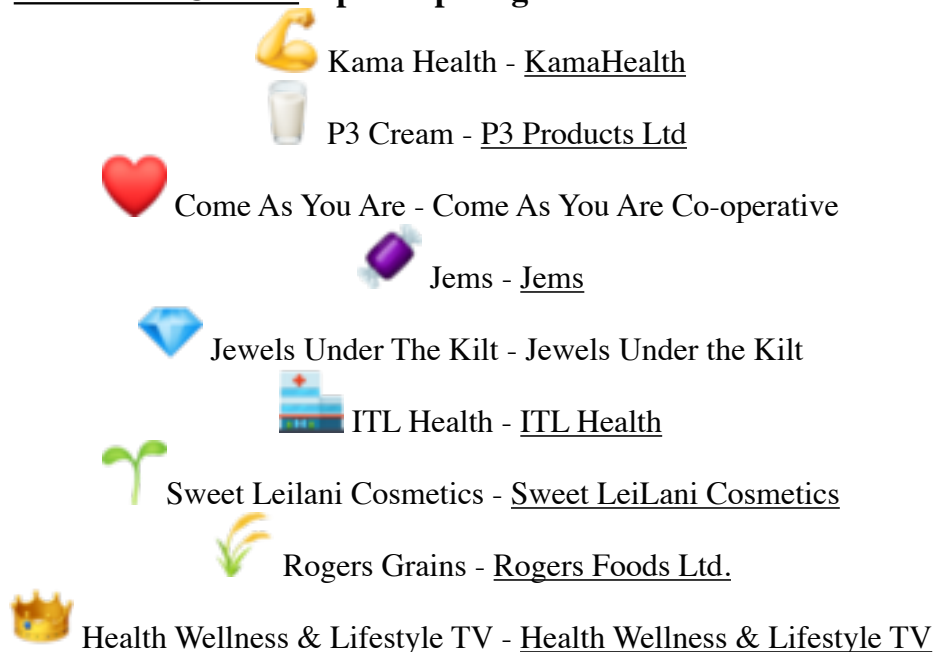 Kama Health - KamaHealth
P3 Cream - P3 Products Ltd
Come As You Are - Come As You Are Co-operative
Jems - Jems
Jewels Under The Kilt - Jewels Under the Kilt
ITL Health - ITL Health
Sweet Leilani Cosmetics - Sweet LeiLani Cosmetics
Rogers Grains - Rogers Foods Ltd.
Health Wellness & Lifestyle TV - Health Wellness & Lifestyle TV